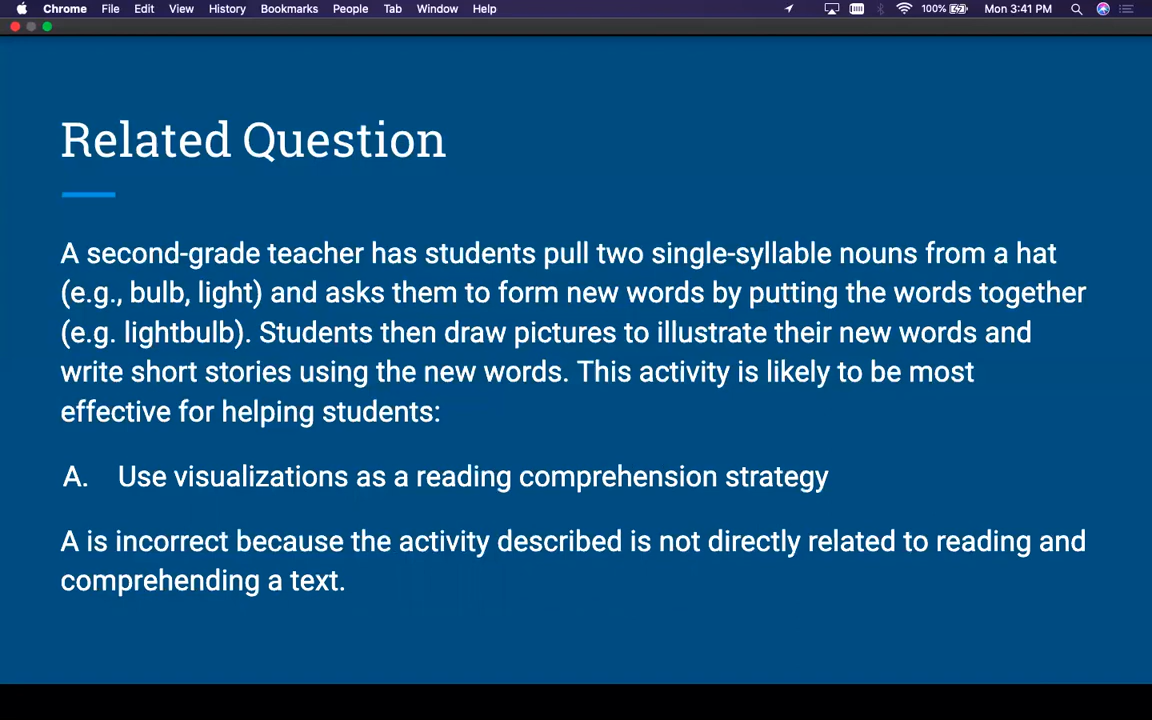 Chrome File Edit View History Bookmarks People Tab Window Help 100% Mon 3:41 PM
Related Question
A second-grade teacher has students pull two single-syllable nouns from a hat
(e.g., bulb, light) and asks them to form new words by putting the words together
(e.g. lightbulb). Students then draw pictures to illustrate their new words and
write short stories using the new words. This activity is likely to be most
effective for helping students:
A. Use visualizations as a reading comprehension strategy
A is incorrect because the activity described is not directly related to reading and
comprehending a text.